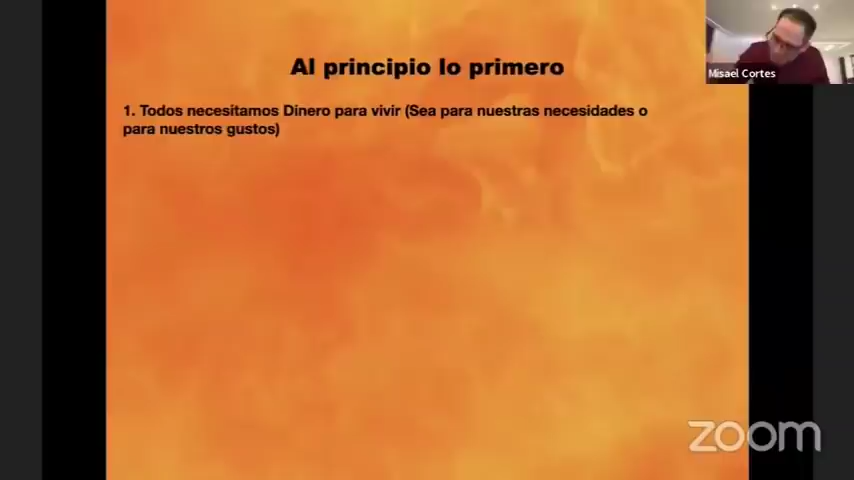 Al principio lo primero
Misael Cortes
1. Todos necesitamos Dinero para vivir (Sea para nuestras necesidades o
para nuestros gustos)
zoom